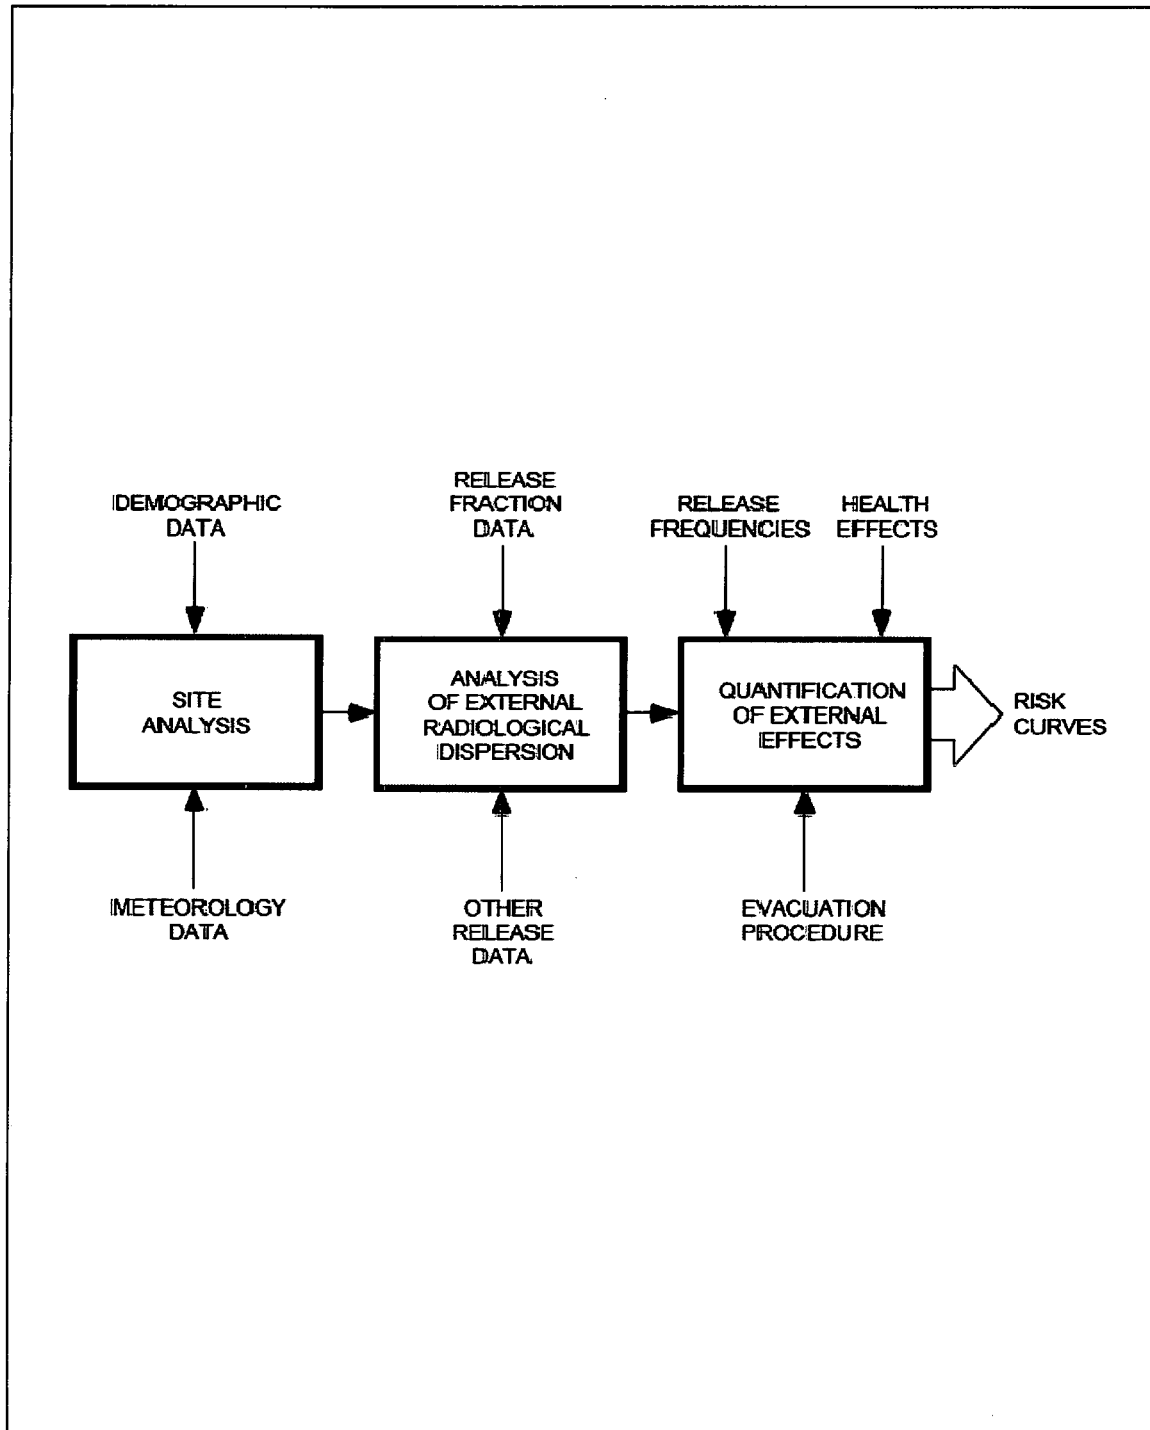 DEMOGRAPHIC
DATA
RELEASE
FRACTION
DATA
RELEASE
FREQUENCIES
HEALTH
EFFECTS
SITE
ANALYSIS
ANALYSIS
OF EXTERNAL
RADIOLOGICAL
DISPERSION
QUANTIFICATION
OF EXTERNAL
EFFECTS
RISK
CURVES
METEOROLOGY
DATA
OTHER
RELEASE
DATA
EVACUATION
PROCEDURE